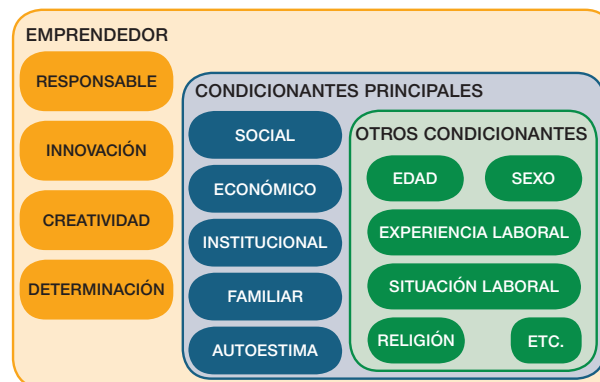 EMPRENDEDOR
RESPONSABLE
INNOVACIÓN
CREATIVIDAD
DETERMINACIÓN
CONDICIONANTES PRINCIPALES
SOCIAL
ECONÓMICO
INSTITUCIONAL
FAMILIAR
AUTOESTIMA
OTROS CONDICIONANTES
EDAD
SEXO
EXPERIENCIA LABORAL
SITUACIÓN LABORAL
RELIGIÓN
ETC.